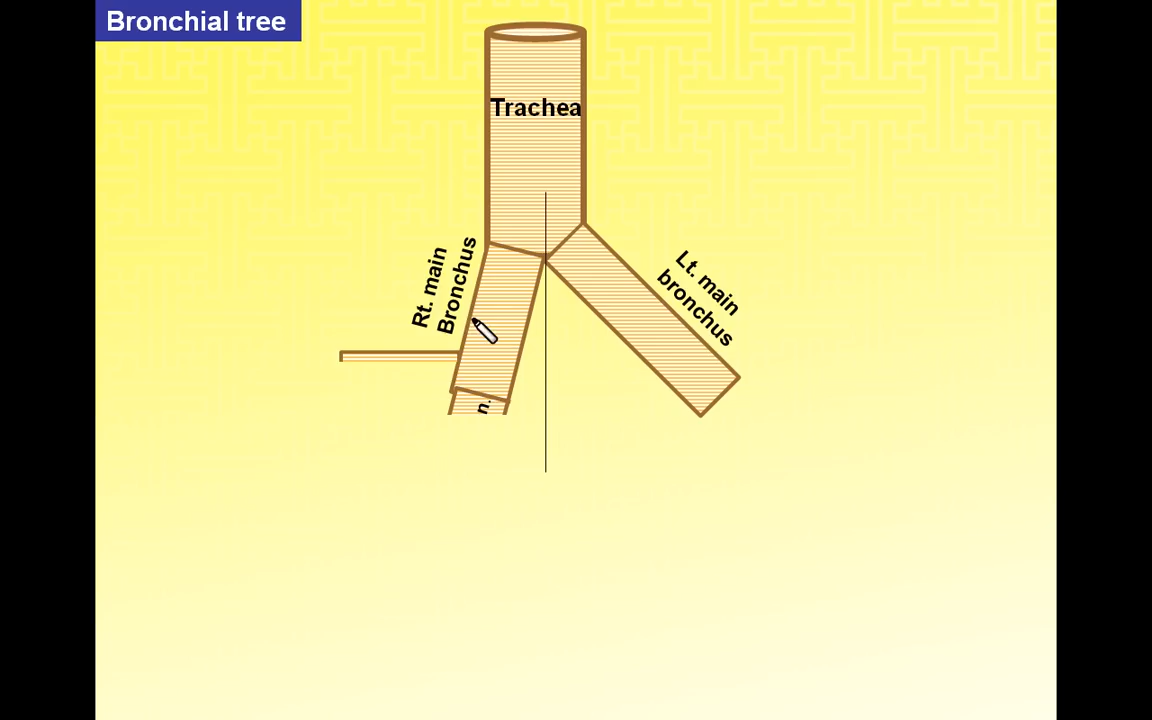 Bronchial tree
Trachea
Rt. main
Bronchus
Lt. main
bronchus
n.